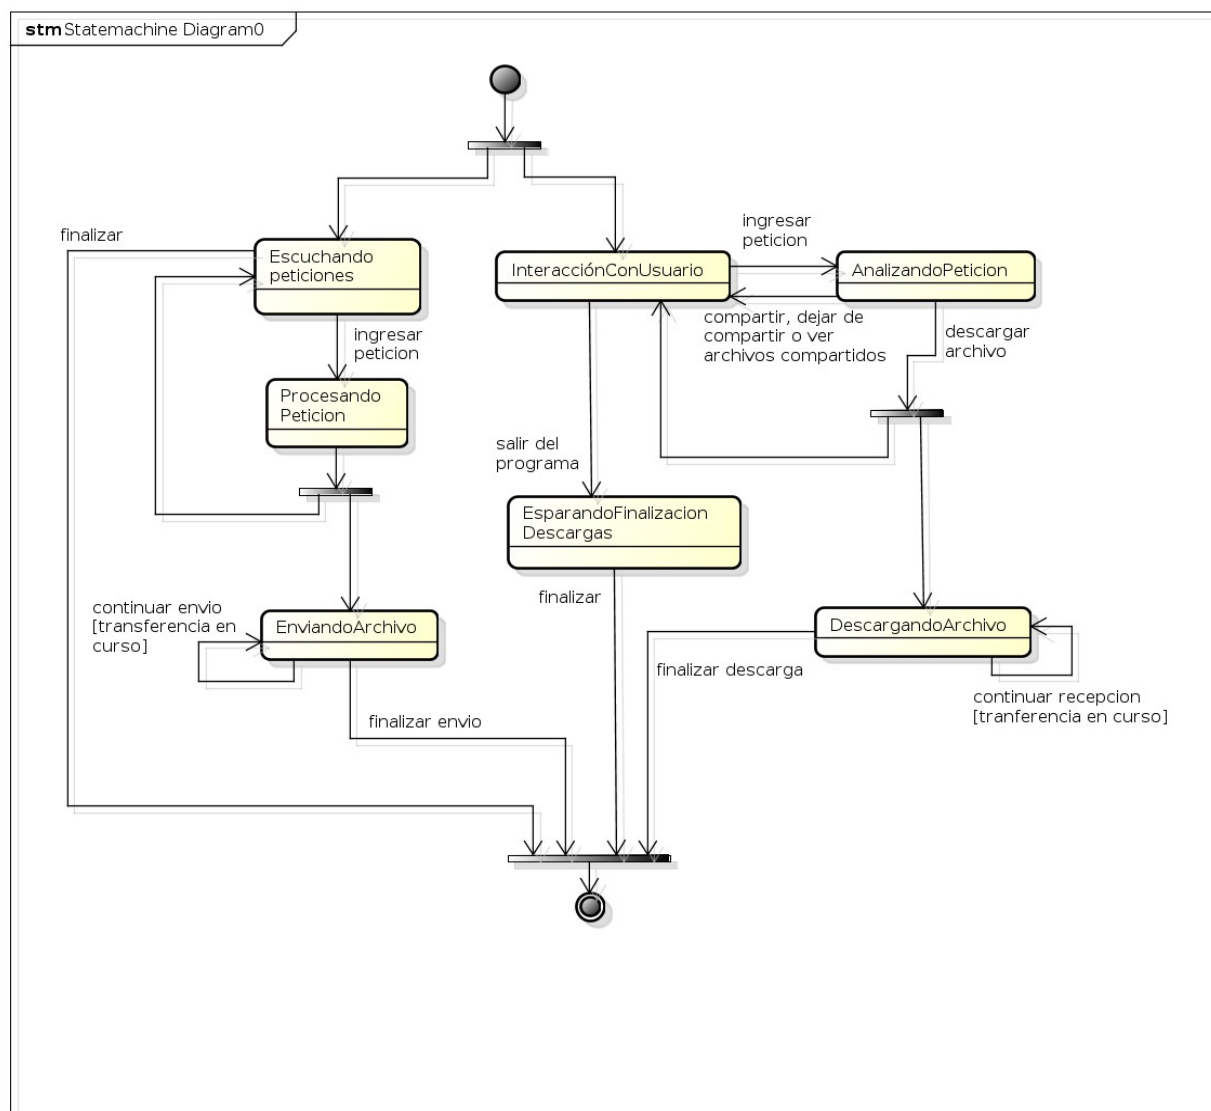 stm Statemachine Diagram0
finalizar
Escuchando
peticiones
InteracciónConUsuario
ingresar
peticion
AnalizandoPeticion
compartir, dejar de
compartir o ver
archivos compartidos
descargar
archivo
ingresar
peticion
Procesando
Peticion
salir del
programa
EsparandoFinalizacion
Descargas
finalizar
continuar envio
[transferencia en
curso]
EnviandoArchivo
finalizar envio
DescargandoArchivo
finalizar descarga
continuar recepcion
[tranferencia en curso]